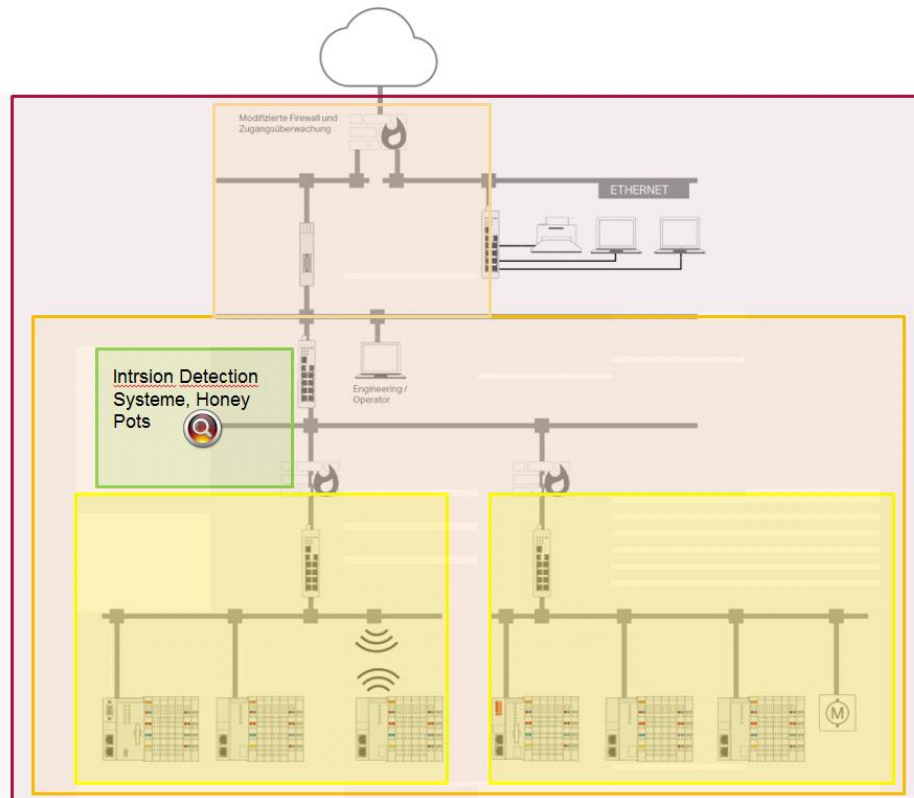 Modifizierte Firewall und
Zugangsüberwachung
ETHERNET
Intrsion Detection
Systeme, Honey
Pots
Engineering /
Operator
M